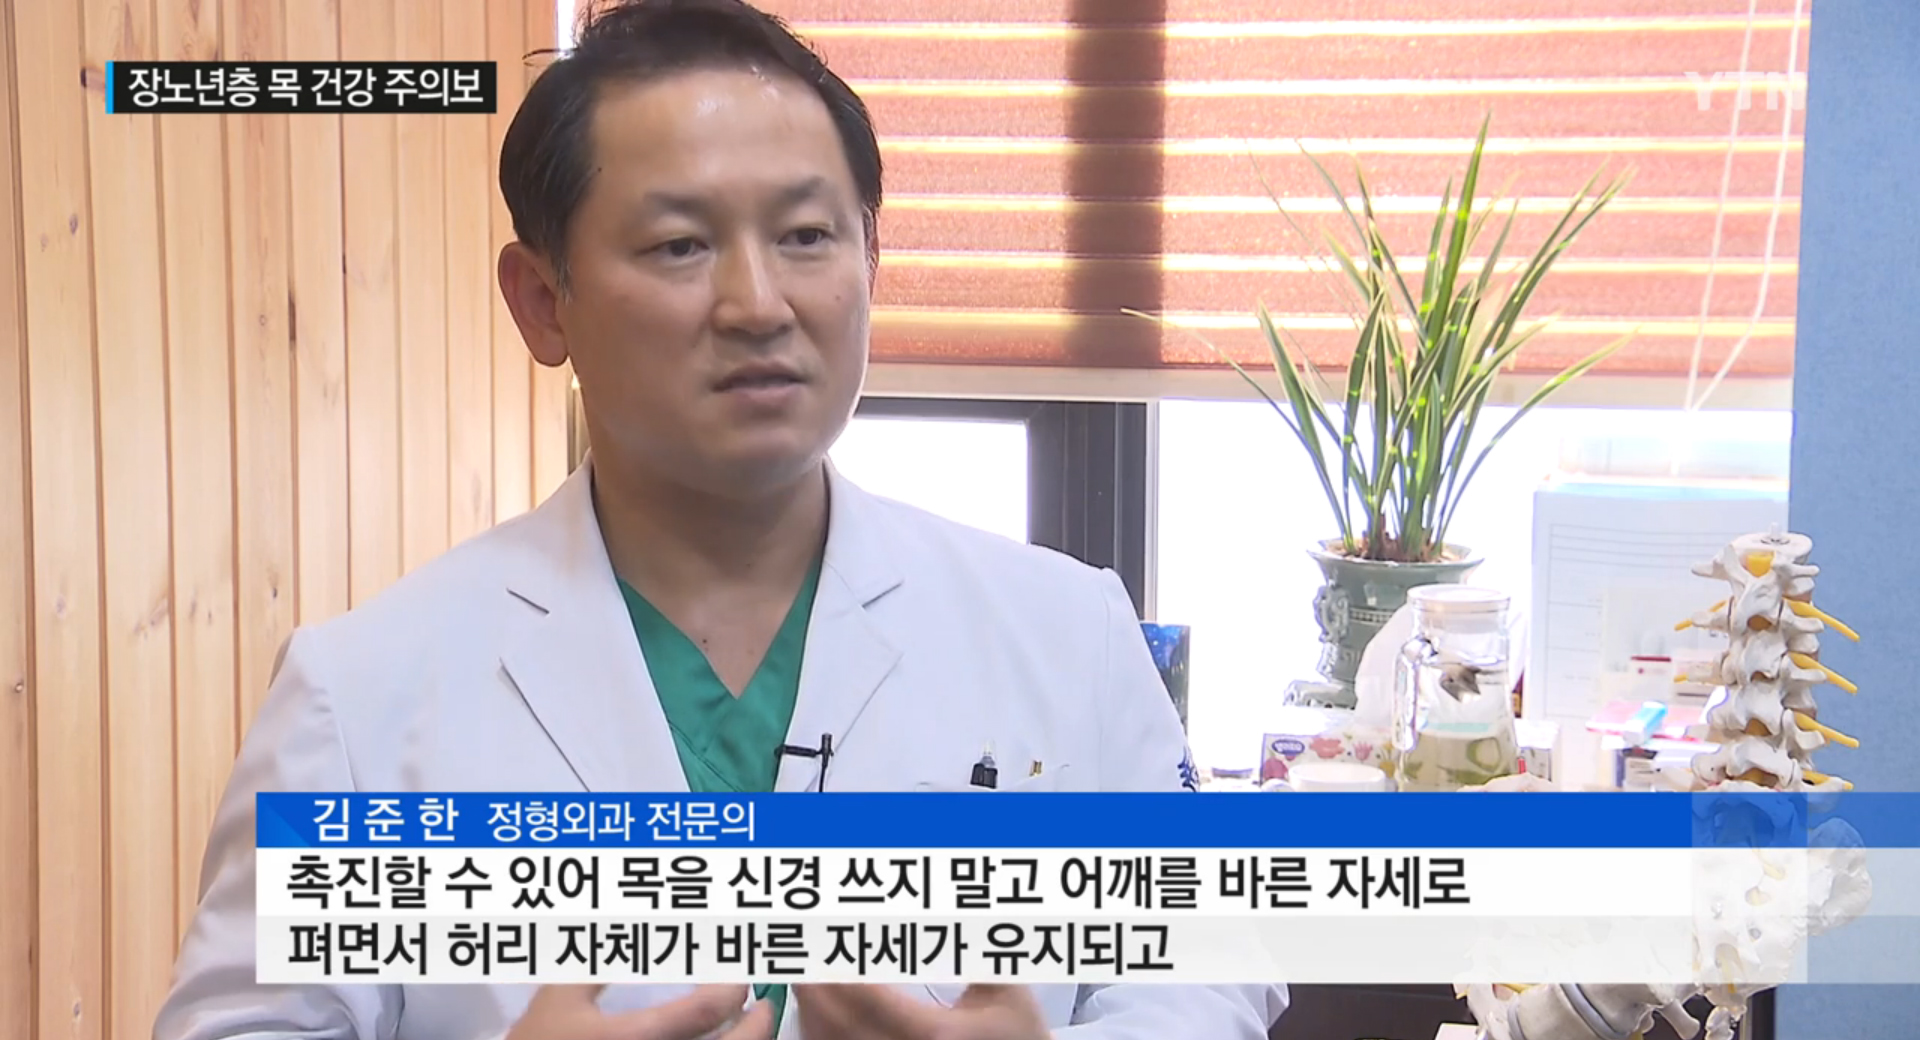 장노년층 목 건강 주의보
YTN
김준한 정형외과 전문의
촉진할 수 있어 목을 신경 쓰지 말고 어깨를 바른 자세로
펴면서 허리 자체가 바른 자세가 유지되고